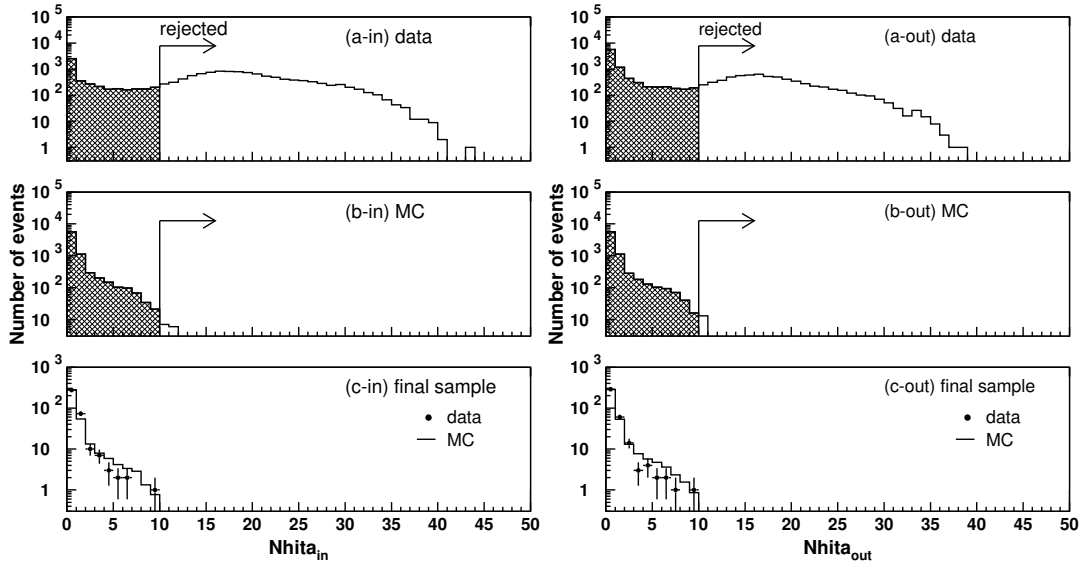 Number of events
10^5
10^4
10^3
10^2
10
1
rejected
(a-in) data
10^5
10^4
10^3
10^2
10
(b-in) MC
10^3
10^2
10
1
(c-in) final sample
data
MC
0 5 10 15 20 25 30 35 40 45 50
Nhita_in
Number of events
10^5
10^4
10^3
10^2
10
1
rejected
(a-out) data
10^5
10^4
10^3
10^2
10
(b-out) MC
10^3
10^2
10
1
(c-out) final sample
data
MC
0 5 10 15 20 25 30 35 40 45 50
Nhita_out